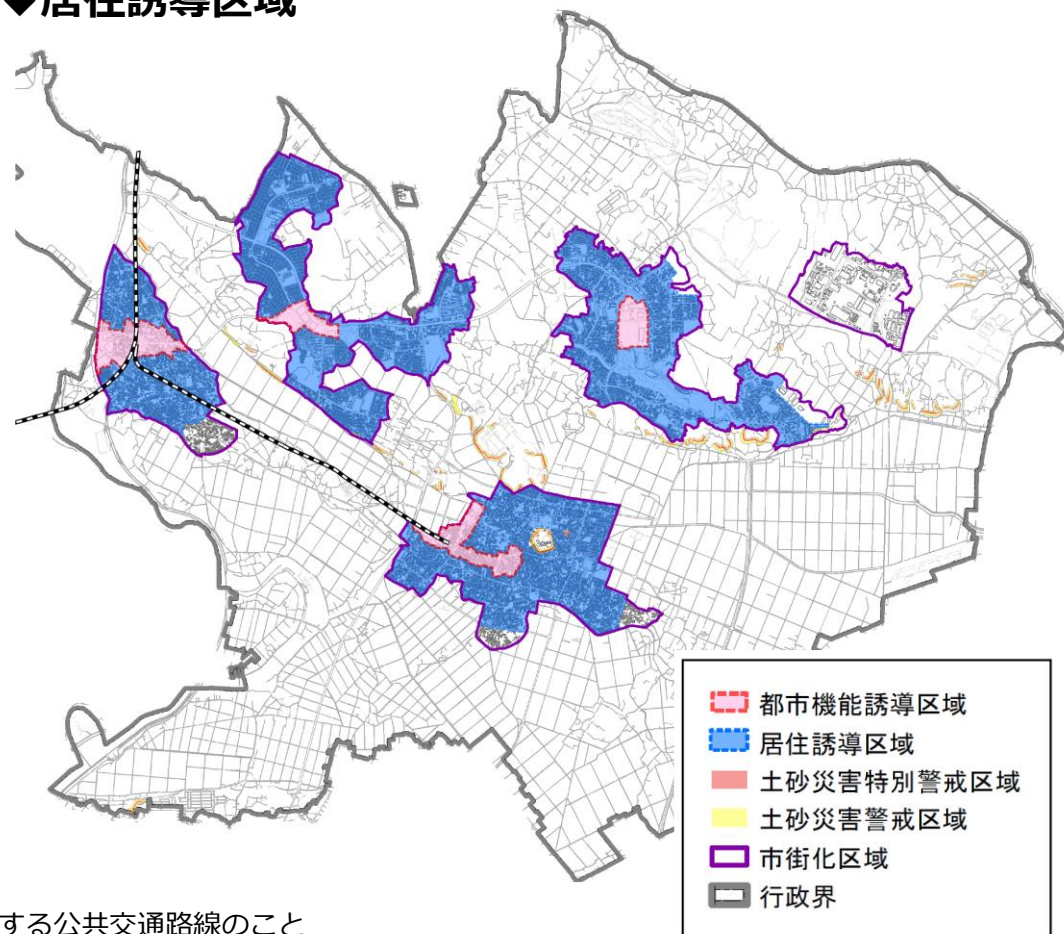 ◆居住誘導区域
都市機能誘導区域
居住誘導区域
土砂災害特別警戒区域
土砂災害警戒区域
市街化区域
行政界
する公共交通路線のこと